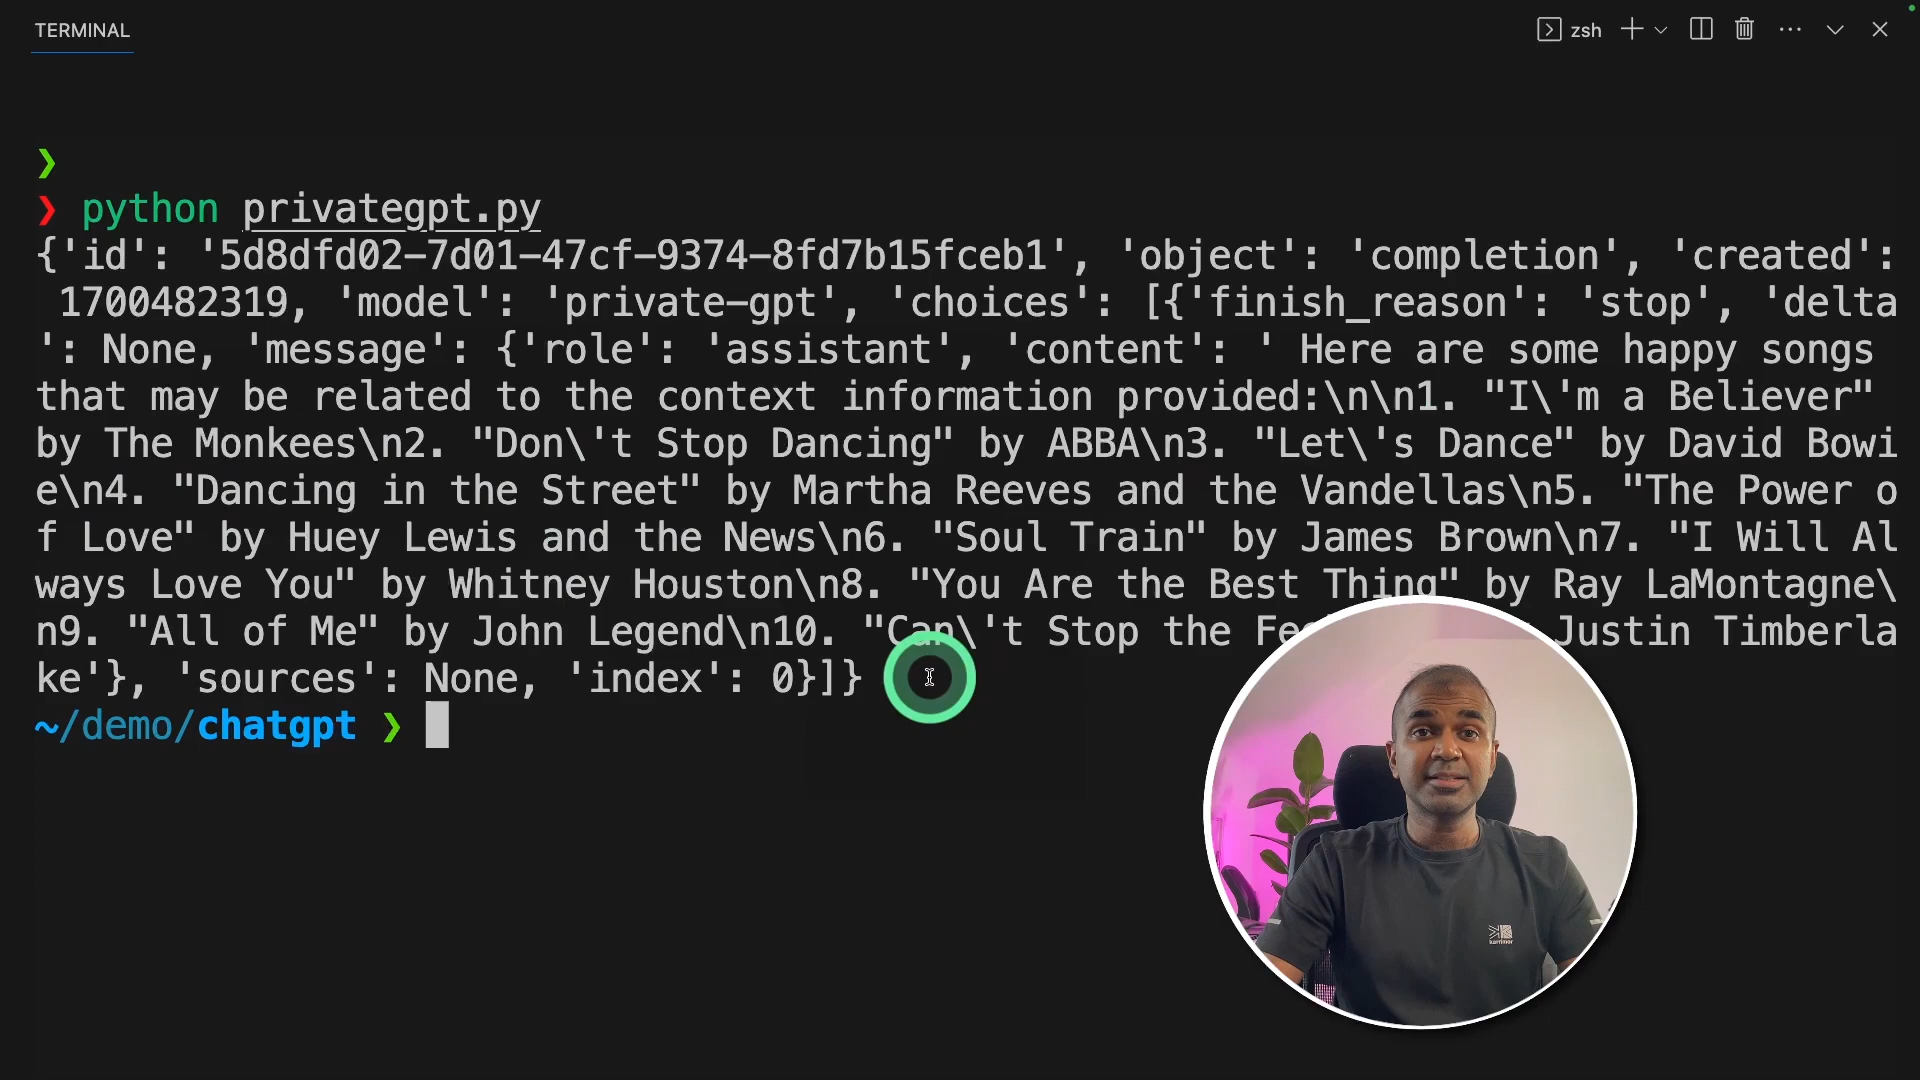 TERMINAL
zsh
❯
❯ python privategpt.py
{'id': '5d8dfd02-7d01-47cf-9374-8fd7b15fceb1', 'object': 'completion', 'created':
1700482319, 'model': 'private-gpt', 'choices': [{'finish_reason': 'stop', 'delta
': None, 'message': {'role': 'assistant', 'content': ' Here are some happy songs
that may be related to the context information provided:\n\n1. "I\'m a Believer"
by The Monkees\n2. "Don\'t Stop Dancing" by ABBA\n3. "Let\'s Dance" by David Bowi
e\n4. "Dancing in the Street" by Martha Reeves and the Vandellas\n5. "The Power o
f Love" by Huey Lewis and the News\n6. "Soul Train" by James Brown\n7. "I Will Al
ways Love You" by Whitney Houston\n8. "You Are the Best Thing" by Ray LaMontagne\
n9. "All of Me" by John Legend\n10. "Can\'t Stop the Justin Timberla
ke'}, 'sources': None, 'index': 0}]}
~/demo/chatgpt ❯
karrimor